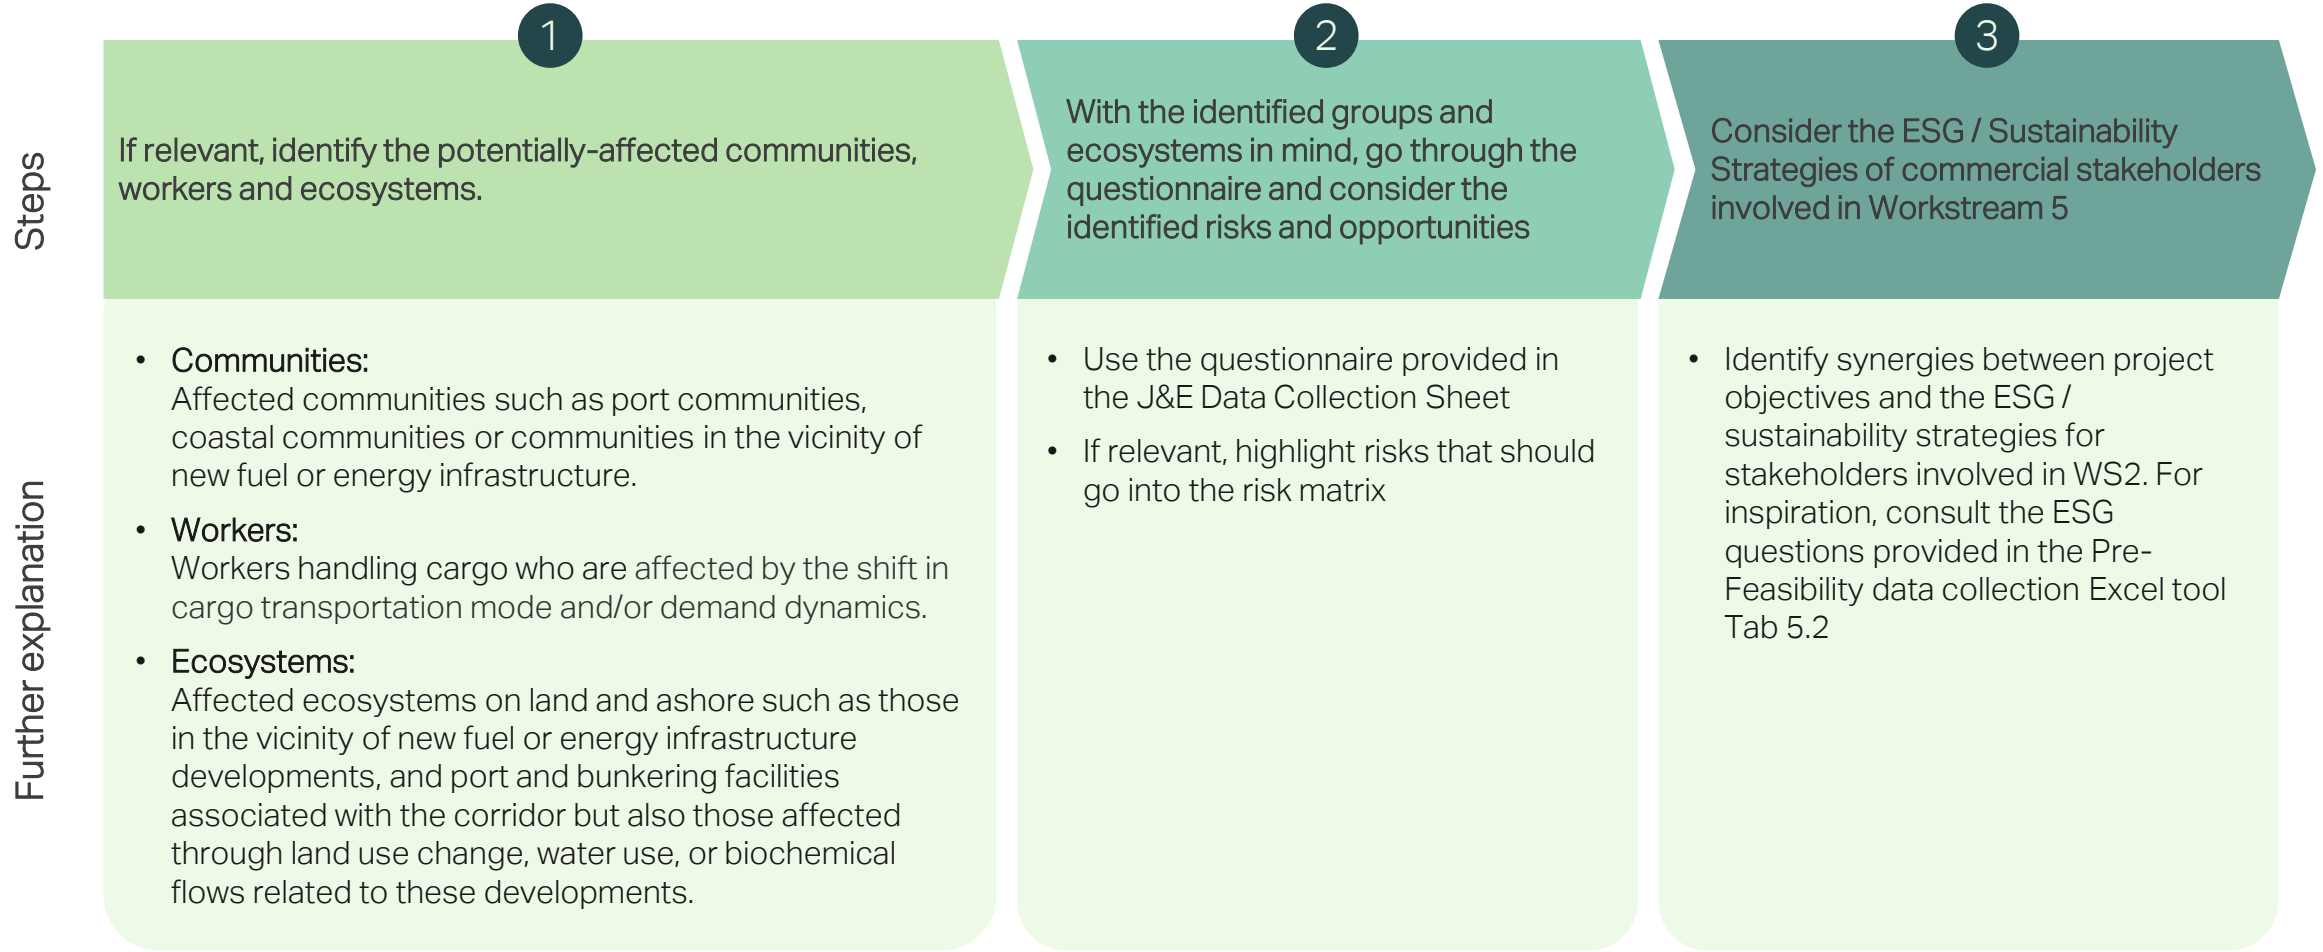 Steps
1
If relevant, identify the potentially-affected communities,
workers and ecosystems.
2
With the identified groups and
ecosystems in mind, go through the
questionnaire and consider the
identified risks and opportunities
3
Consider the ESG / Sustainability
Strategies of commercial stakeholders
involved in Workstream 5
Further explanation
• Communities:
Affected communities such as port communities,
coastal communities or communities in the vicinity of
new fuel or energy infrastructure.
• Workers:
Workers handling cargo who are affected by the shift in
cargo transportation mode and/or demand dynamics.
• Ecosystems:
Affected ecosystems on land and ashore such as those
in the vicinity of new fuel or energy infrastructure
developments, and port and bunkering facilities
associated with the corridor but also those affected
through land use change, water use, or biochemical
flows related to these developments.
• Use the questionnaire provided in
the J&E Data Collection Sheet
• If relevant, highlight risks that should
go into the risk matrix
• Identify synergies between project
objectives and the ESG /
sustainability strategies for
stakeholders involved in WS2. For
inspiration, consult the ESG
questions provided in the Pre-
Feasibility data collection Excel tool
Tab 5.2